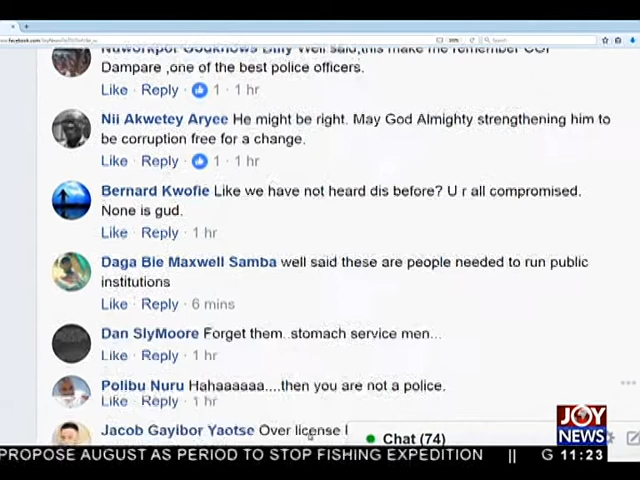 Well said,this make me remember COP
Dampare ,one of the best police officers.
Like · Reply · 1 · 1 hr
Nii Akwetey Aryee He might be right. May God Almighty strengthening him to
be corruption free for a change.
Like · Reply · 1 · 1 hr
Bernard Kwofie Like we have not heard dis before? U r all compromised.
None is gud.
Like · Reply · 1 hr
Daga Bie Maxwell Samba well said these are people needed to run public
institutions
Like · Reply · 6 mins
Dan SlyMoore Forget them..stomach service men...
Like · Reply · 1 hr
Polibu Nuru Hahaaaaaa....then you are not a police.
Like · Reply · 1 hr
Jacob Gayibor Yaotse Over license
Chat (74)
JOY
NEWS
PROPOSE AUGUST AS PERIOD TO STOP FISHING EXPEDITION || G 11:23